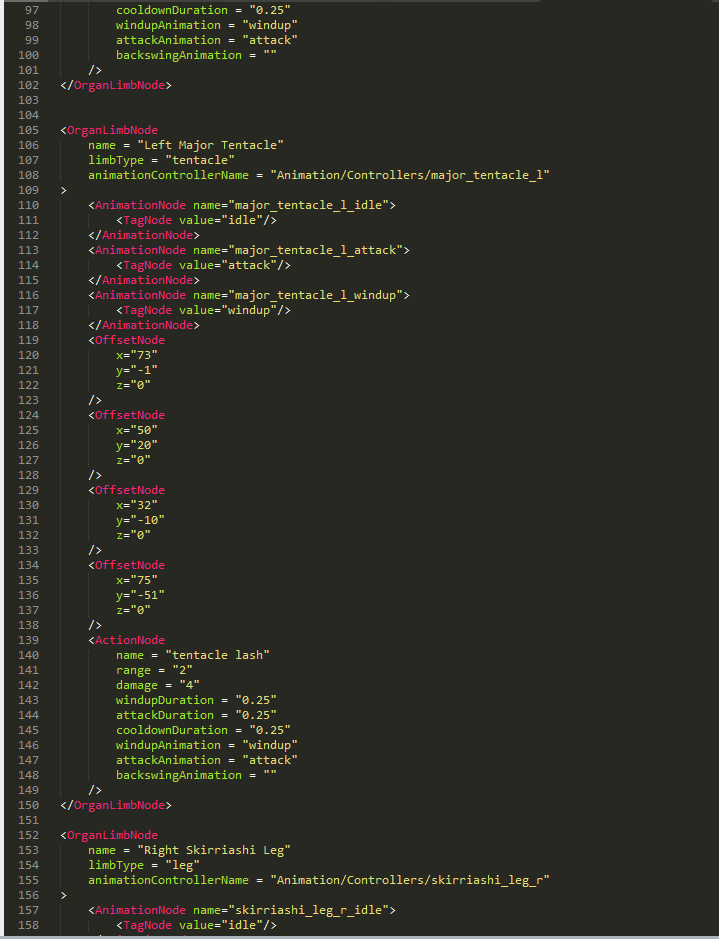 97 cooldownDuration = "0.25"
98 windupAnimation = "windup"
99 attackAnimation = "attack"
100 backswingAnimation = ""
101 />
102 </OrganLimbNode>
103
104
105 <OrganLimbNode
106 name = "Left Major Tentacle"
107 limbType = "tentacle"
108 animationControllerName = "Animation/Controllers/major_tentacle_l"
109 >
110 <AnimationNode name="major_tentacle_l_idle">
111 <TagNode value="idle"/>
112 </AnimationNode>
113 <AnimationNode name="major_tentacle_l_attack">
114 <TagNode value="attack"/>
115 </AnimationNode>
116 <AnimationNode name="major_tentacle_l_windup">
117 <TagNode value="windup"/>
118 </AnimationNode>
119 <OffsetNode
120 x="73"
121 y="-1"
122 z="0"
123 />
124 <OffsetNode
125 x="50"
126 y="20"
127 z="0"
128 />
129 <OffsetNode
130 x="32"
131 y="-10"
132 z="0"
133 />
134 <OffsetNode
135 x="75"
136 y="-51"
137 z="0"
138 />
139 <ActionNode
140 name = "tentacle lash"
141 range = "2"
142 damage = "4"
143 windupDuration = "0.25"
144 attackDuration = "0.25"
145 cooldownDuration = "0.25"
146 windupAnimation = "windup"
147 attackAnimation = "attack"
148 backswingAnimation = ""
149 />
150 </OrganLimbNode>
151
152 <OrganLimbNode
153 name = "Right Skirriashi Leg"
154 limbType = "leg"
155 animationControllerName = "Animation/Controllers/skirriashi_leg_r"
156 >
157 <AnimationNode name="skirriashi_leg_r_idle">
158 <TagNode value="idle"/>